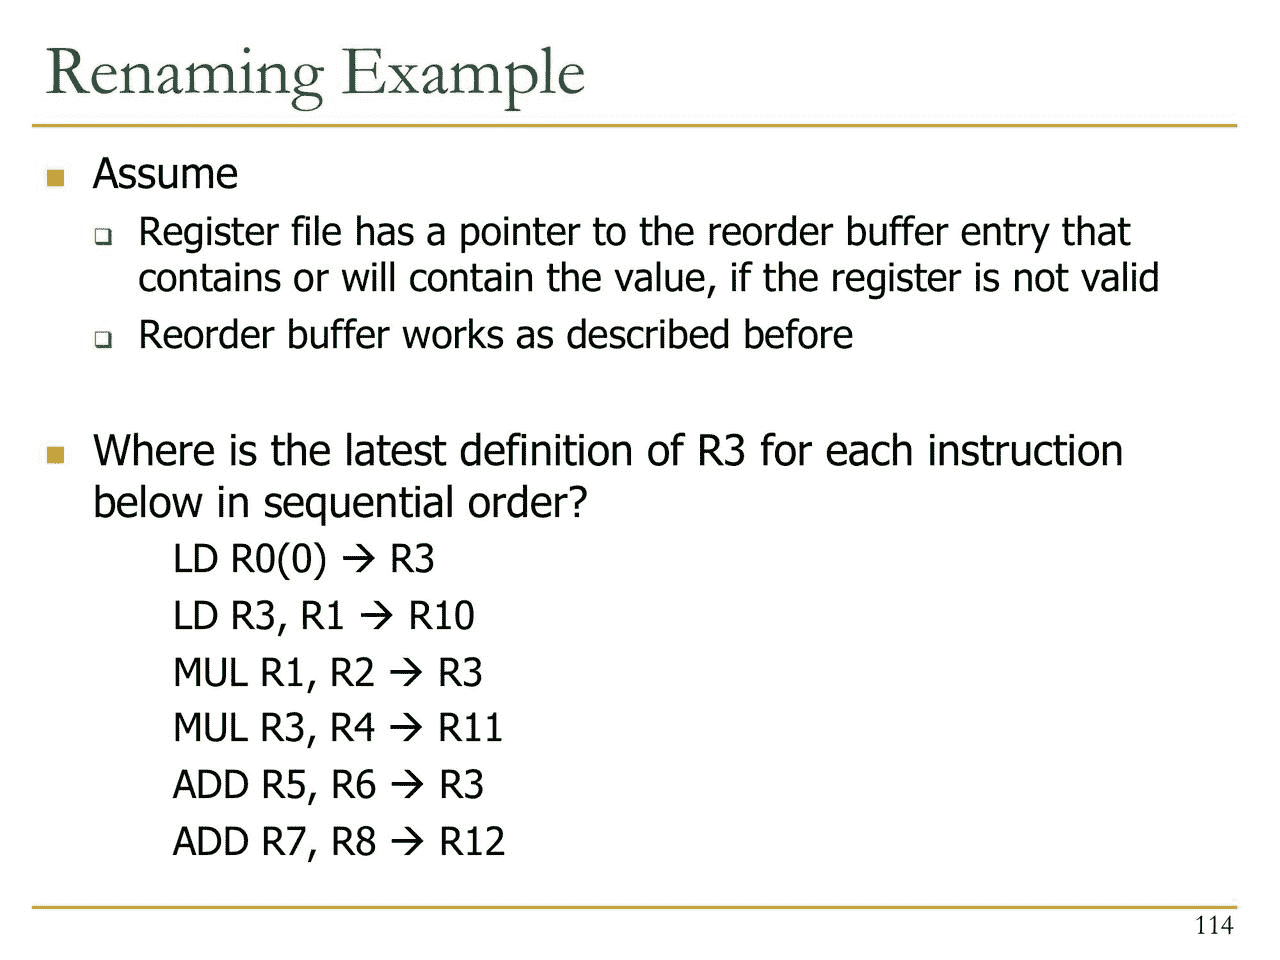 Renaming Example
Assume
Register file has a pointer to the reorder buffer entry that
contains or will contain the value, if the register is not valid
Reorder buffer works as described before
Where is the latest definition of R3 for each instruction
below in sequential order?
LD R0(0) → R3
LD R3, R1 → R10
MUL R1, R2 → R3
MUL R3, R4 → R11
ADD R5, R6 → R3
ADD R7, R8 → R12
114